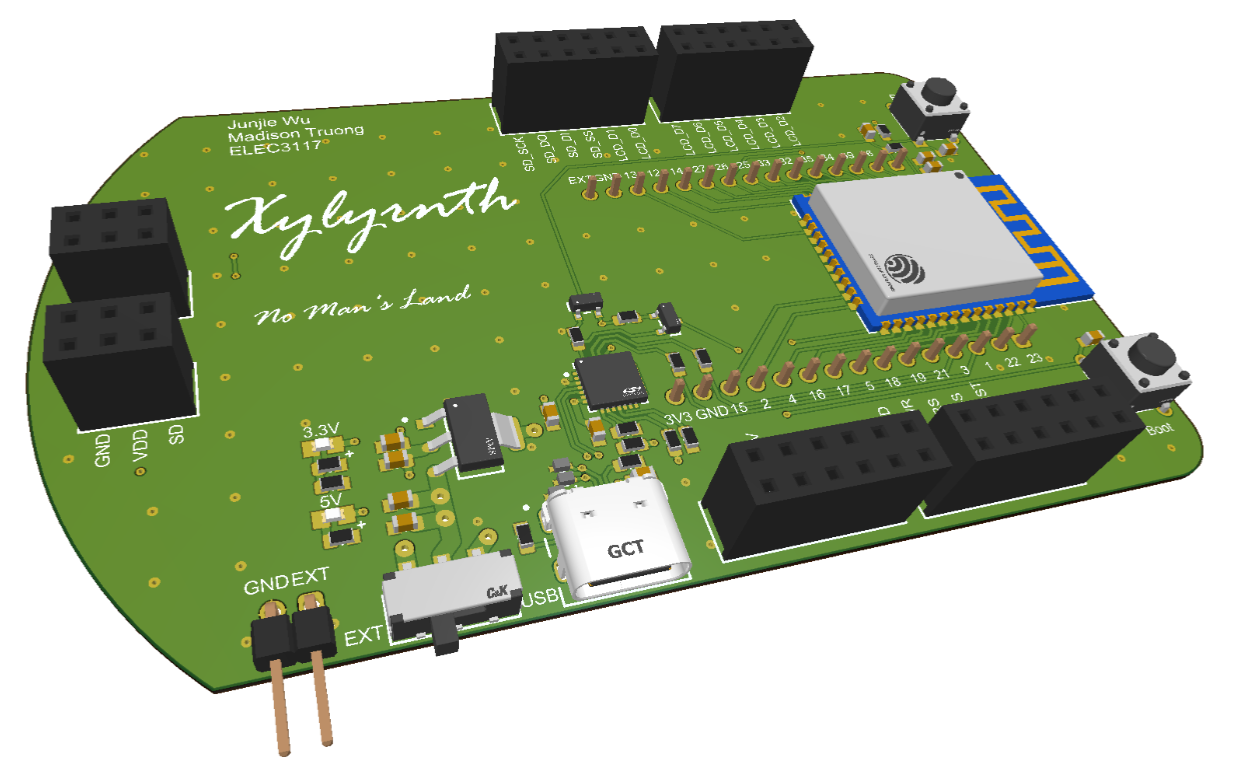 Junjie Wu
Madison Truong
ELEC3117
Xylyrnth
No Man's Land
SD_SCK
SD_DO
SD_DI
SD_SS
LCD_D1
LCD_D0
LCD_D7
LCD_D6
LCD_D5
LCD_D4
LCD_D3
LCD_D2
EXT GND 13 12 14 27 26 25 33 32 35 34
3V3 GND 15 2 4 16 17 5 18 19 21 3 1 22 23
GND
VDD
SD
3.3V
+
5V
+
GND EXT
EXT
USB
C&K
GCT
Boot